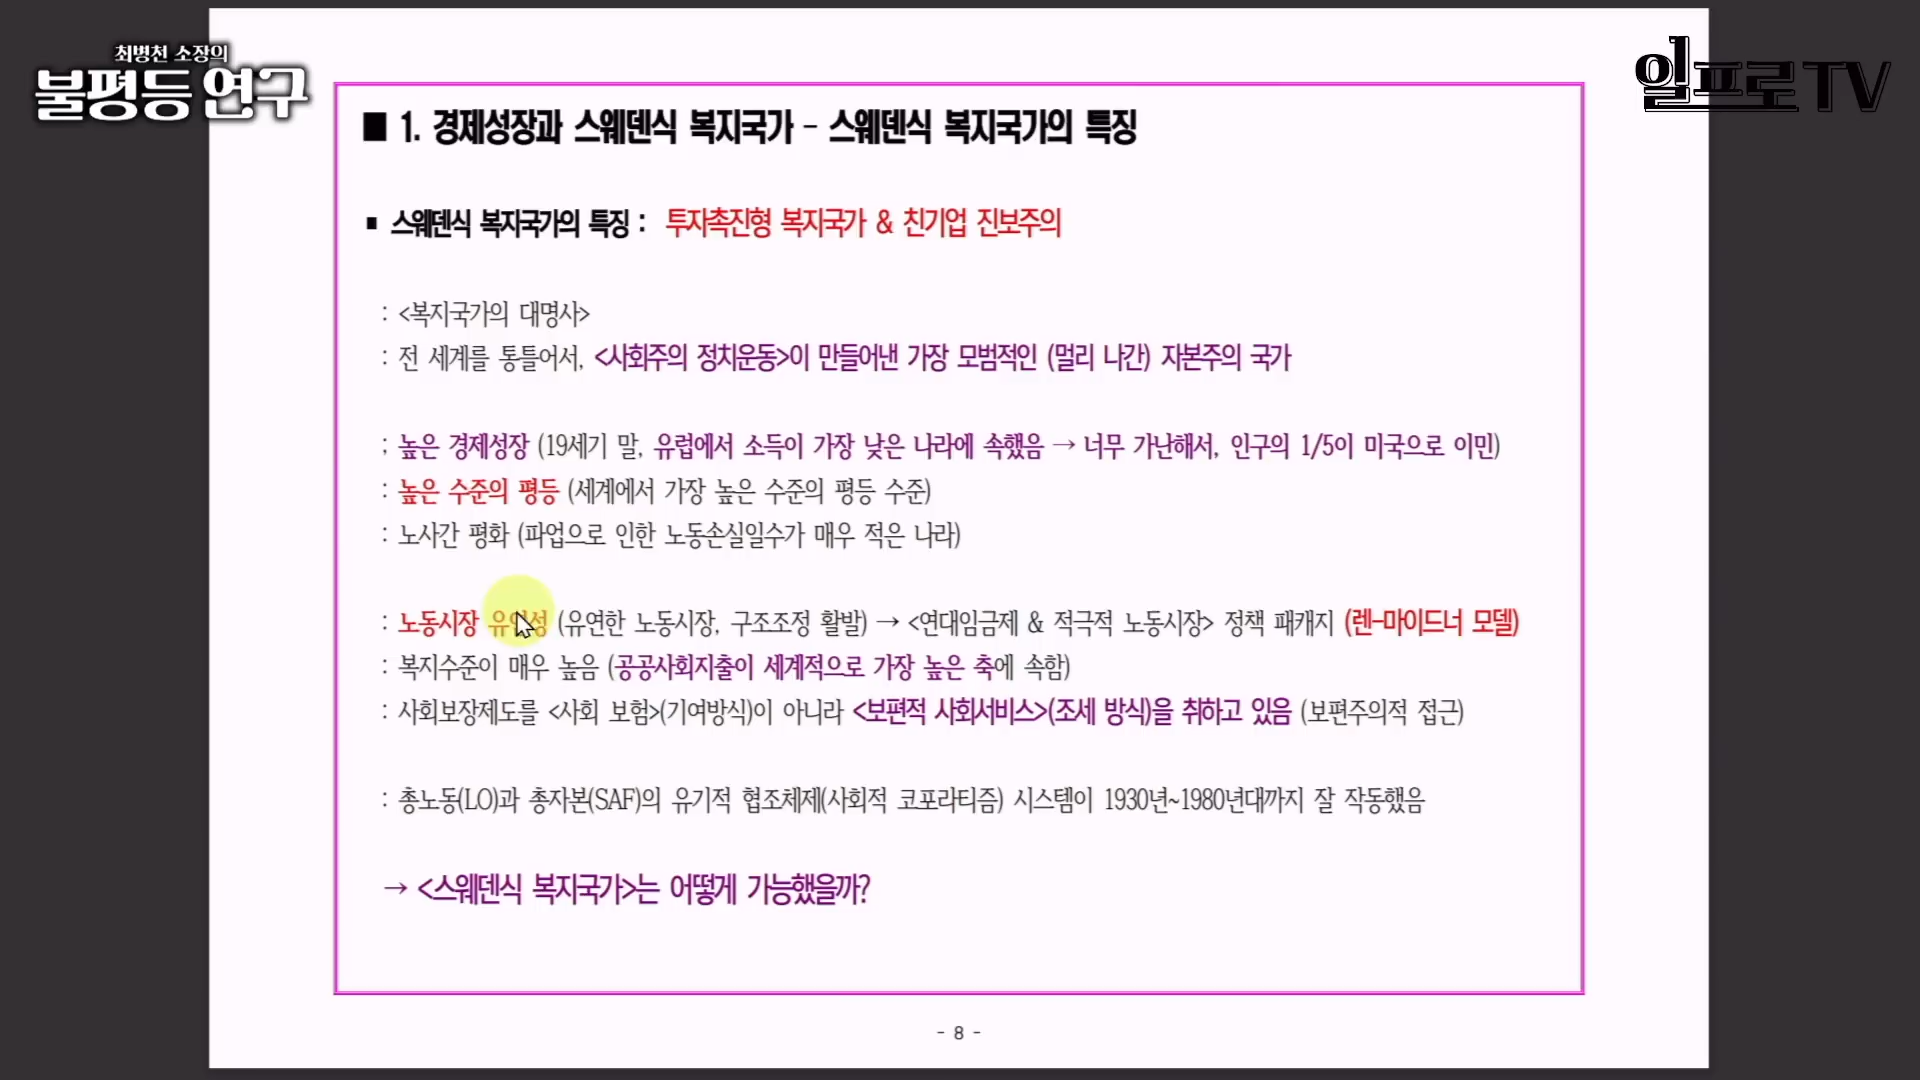 최병천 소장의
불평등 연구
일프로TV
■ 1. 경제성장과 스웨덴식 복지국가 - 스웨덴식 복지국가의 특징
▪ 스웨덴식 복지국가의 특징 : 투자촉진형 복지국가 & 친기업 진보주의
: <복지국가의 대명사>
: 전 세계를 통틀어서, <사회주의 정치운동>이 만들어낸 가장 모범적인 (멀리 나간) 자본주의 국가
; 높은 경제성장 (19세기 말, 유럽에서 소득이 가장 낮은 나라에 속했음 → 너무 가난해서, 인구의 1/5이 미국으로 이민)
: 높은 수준의 평등 (세계에서 가장 높은 수준의 평등 수준)
: 노사간 평화 (파업으로 인한 노동손실일수가 매우 적은 나라)
: 노동시장 유연성 (유연한 노동시장, 구조조정 활발) → <연대임금제 & 적극적 노동시장> 정책 패캐지 (렌-마이드너 모델)
: 복지수준이 매우 높음 (공공사회지출이 세계적으로 가장 높은 축에 속함)
: 사회보장제도를 <사회 보험>(기여방식)이 아니라 <보편적 사회서비스>(조세 방식)을 취하고 있음 (보편주의적 접근)
: 총노동(LO)과 총자본(SAF)의 유기적 협조체제(사회적 코포라티즘) 시스템이 1930년~1980년대까지 잘 작동했음
→ <스웨덴식 복지국가>는 어떻게 가능했을까?
- 8 -